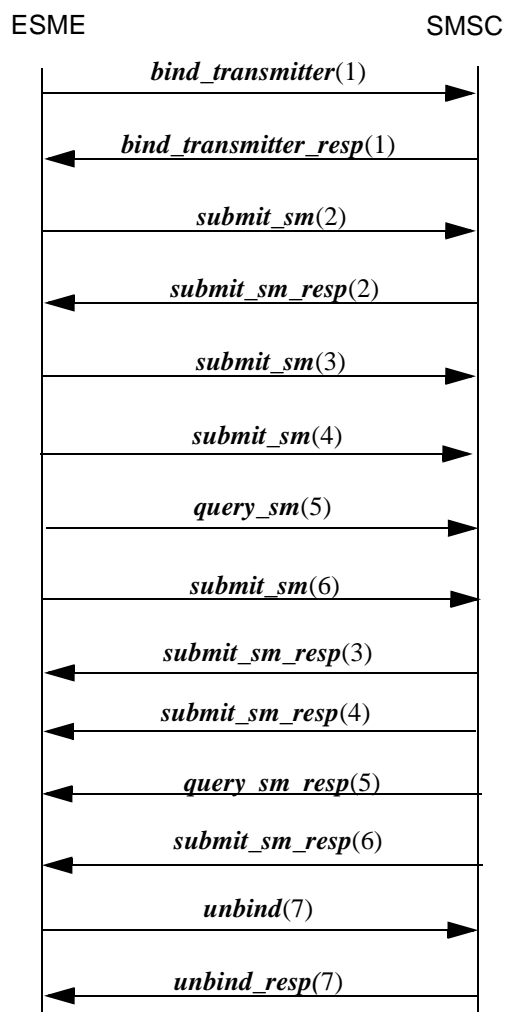 ESME SMSC
bind_transmitter(1)
bind_transmitter_resp(1)
submit_sm(2)
submit_sm_resp(2)
submit_sm(3)
submit_sm(4)
query_sm(5)
submit_sm(6)
submit_sm_resp(3)
submit_sm_resp(4)
query_sm_resp(5)
submit_sm_resp(6)
unbind(7)
unbind_resp(7)